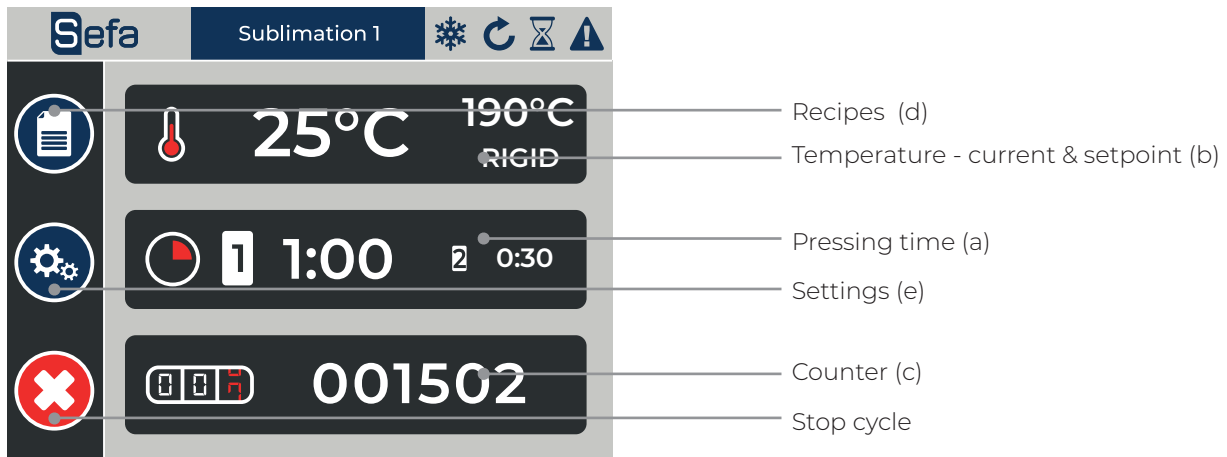 Sefa
Sublimation 1
25°C
190°C
RIGID
1 1:00
2 0:30
001502
Recipes (d)
Temperature - current & setpoint (b)
Pressing time (a)
Settings (e)
Counter (c)
Stop cycle